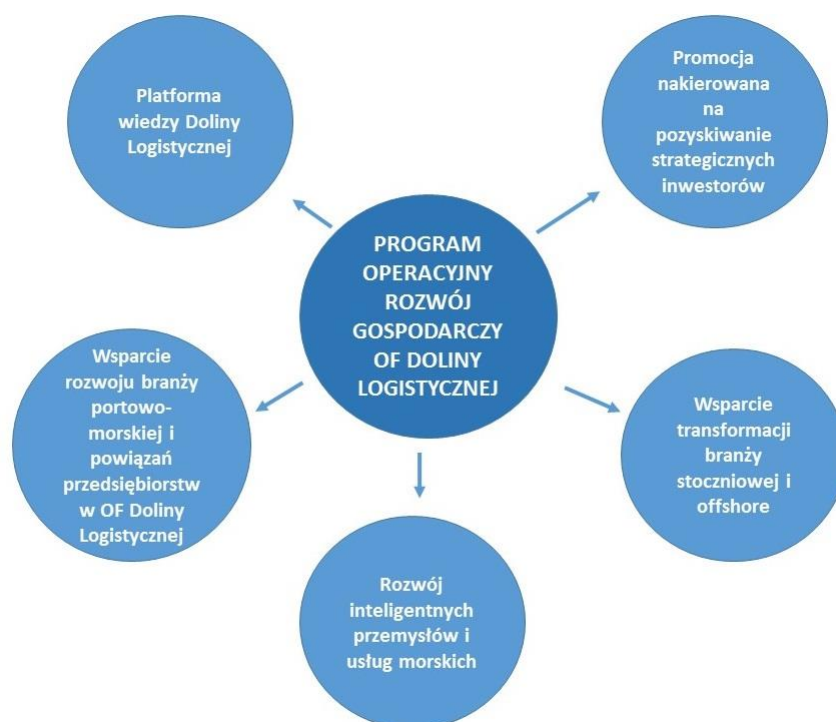 Platforma
wiedzy Doliny
Logistycznej
Promocja
nakierowana
na
pozyskiwanie
strategicznych
inwestorów
PROGRAM
OPERACYJNY
ROZWÓJ
GOSPODARCZY
OF DOLINY
LOGISTYCZNEJ
Wsparcie
rozwoju branży
portowo-
morskiej i
powiązań
przedsiębiorstw
w OF Doliny
Logistycznej
Wsparcie
transformacji
branży
stoczniowej i
offshore
Rozwój
inteligentnych
przemysłów i
usług morskich